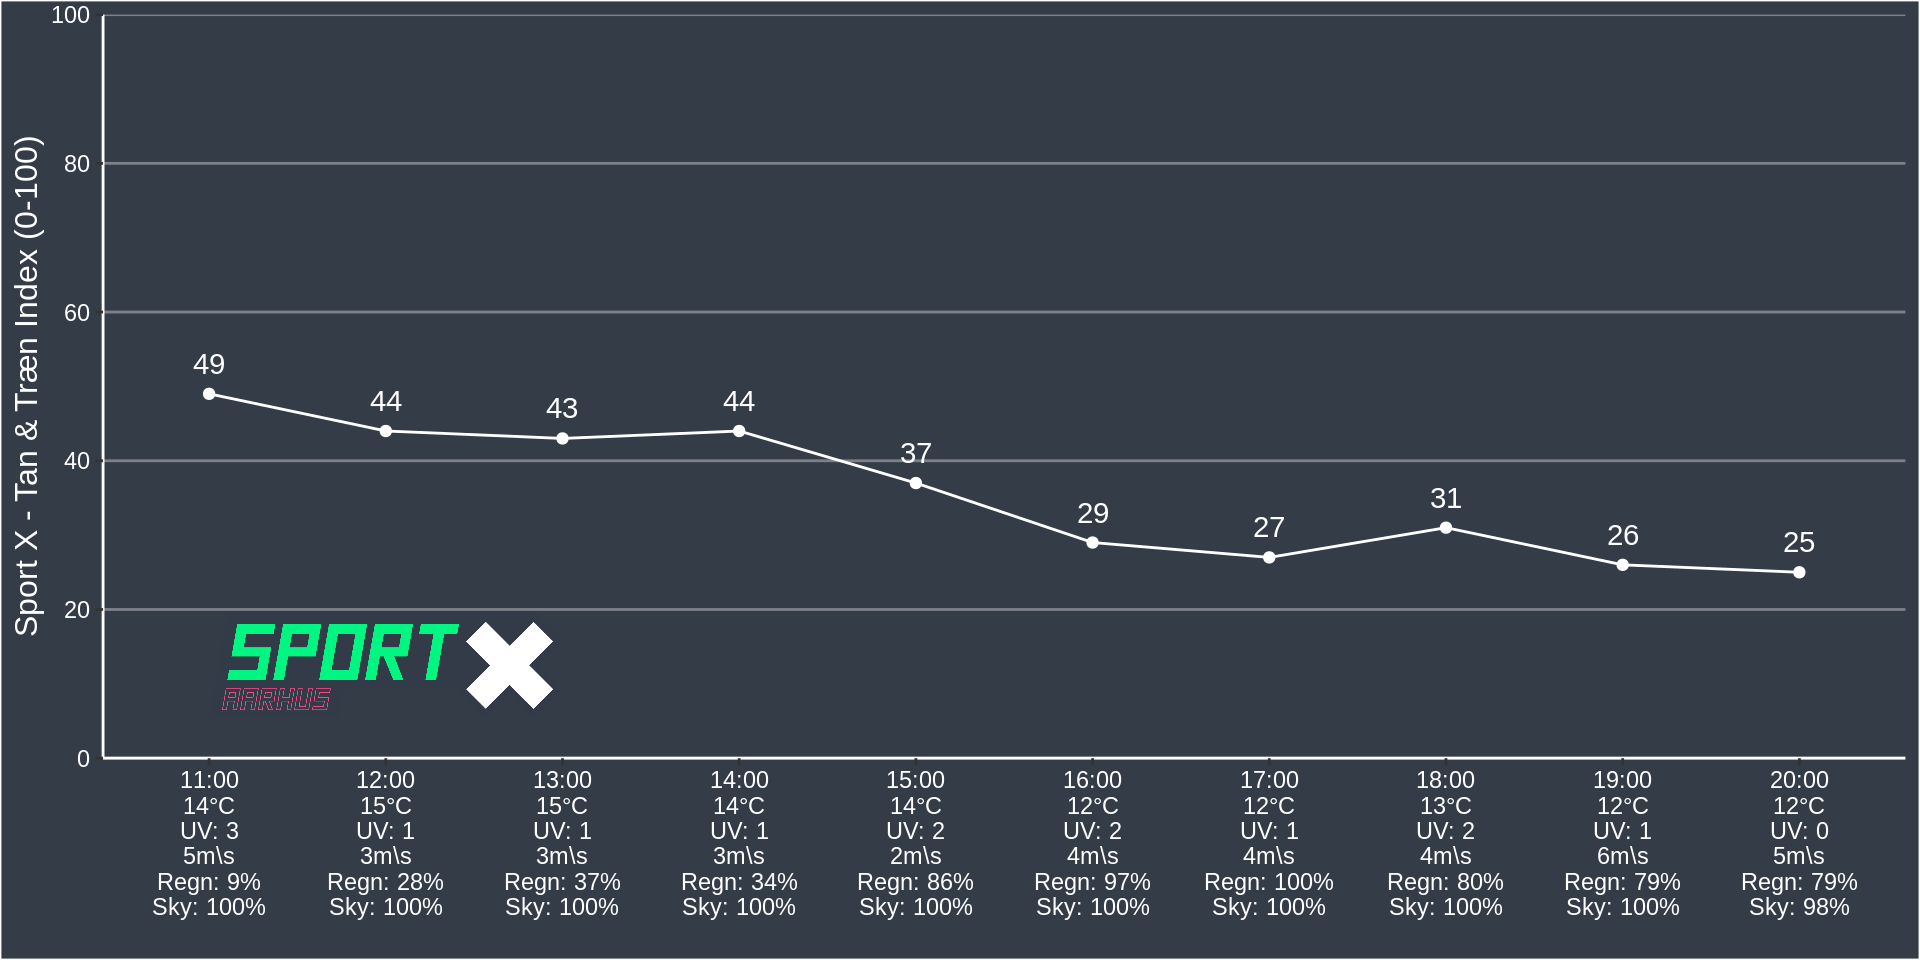 Sport X - Tan & Træn Index (0-100)
100
80
60
40
20
0
49
44
43
44
37
29
27
31
26
25
SPORT X
AARHUS
11:00 12:00 13:00 14:00 15:00 16:00 17:00 18:00 19:00 20:00
14°C 15°C 15°C 14°C 14°C 12°C 12°C 13°C 12°C 12°C
UV: 3 UV: 1 UV: 1 UV: 1 UV: 2 UV: 2 UV: 1 UV: 2 UV: 1 UV: 0
5m\s 3m\s 3m\s 3m\s 2m\s 4m\s 4m\s 4m\s 6m\s 5m\s
Regn: 9% Regn: 28% Regn: 37% Regn: 34% Regn: 86% Regn: 97% Regn: 100% Regn: 80% Regn: 79% Regn: 79%
Sky: 100% Sky: 100% Sky: 100% Sky: 100% Sky: 100% Sky: 100% Sky: 100% Sky: 100% Sky: 100% Sky: 98%